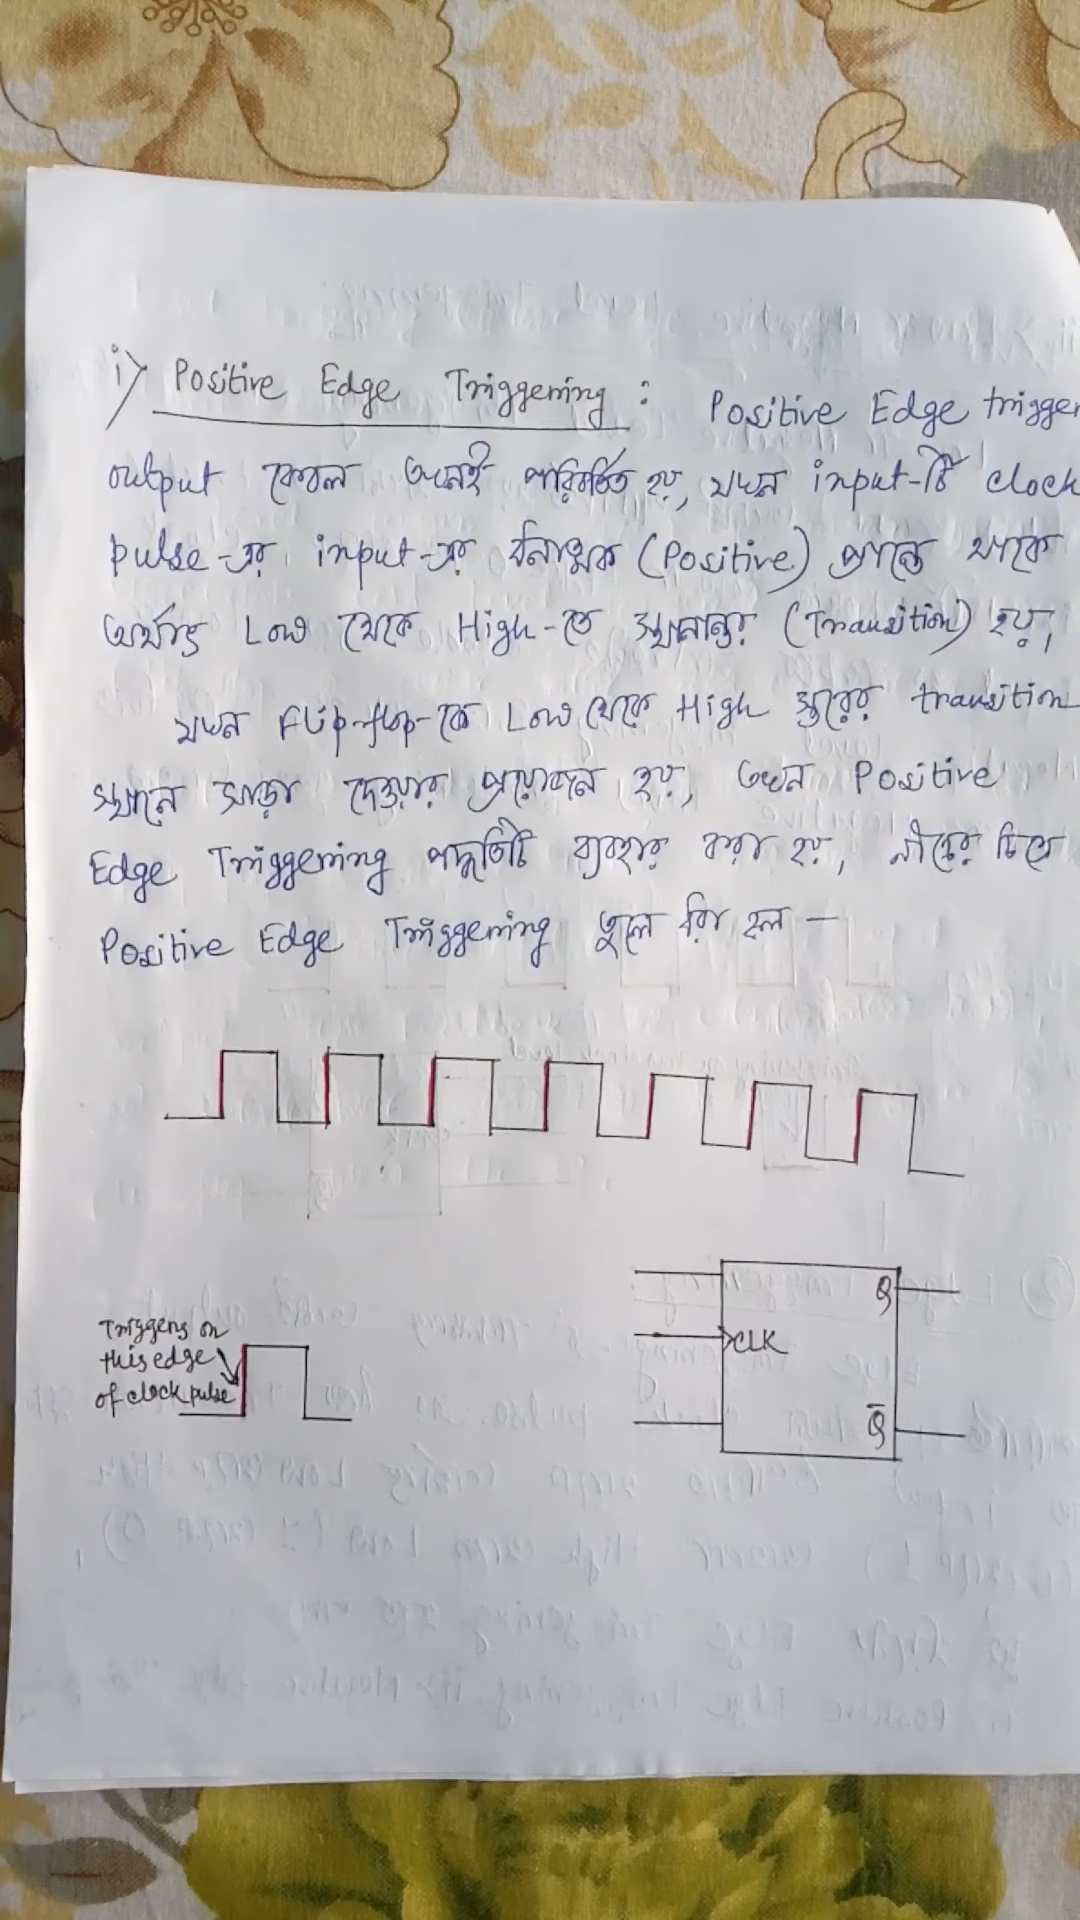 i) Positive Edge Triggering : Positive Edge trigger
output কেবল তখনই পরিবর্তিত হয়, যখন input-টি clock
pulse-এর input-এর ধনাত্মক (Positive) প্রান্তে থাকে
অর্থাৎ Low থেকে High-তে স্থানান্তর (Transition) হয়,
যখন Flip-flop-কে Low থেকে High স্তরের transition
স্থানে সাড়া দেওয়ার প্রয়োজন হয়, তখন Positive
Edge Triggering পদ্ধতিটি ব্যবহার করা হয়, নীচের চিত্রে
Positive Edge Triggering তুলে ধরা হল —
Triggers on
this edge
of clock pulse
Q
CLK
Q̅